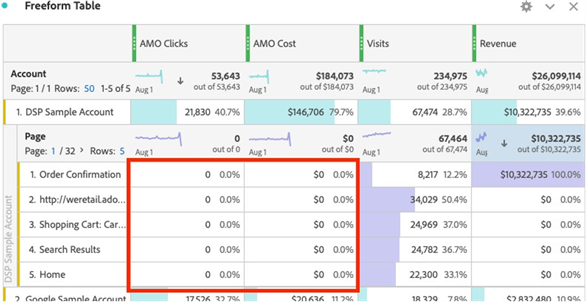 Freeform Table
AMO Clicks AMO Cost Visits Revenue
Account
Page: 1 / 1 Rows: 50 1-5 of 5
Aug 1 53,643 out of 53,643
Aug 1 $184,073 out of $184,073
Aug 1 234,975 out of 234,975
Aug $26,099,114 out of $26,099,114
1. DSP Sample Account 21,830 40.7% $146,706 79.7% 67,474 28.7% $10,322,735 39.6%
Page
Page: 1 / 32 > Rows: 5
Aug 1 0 out of 0
Aug 1 $0 out of $0
Aug 1 67,464 out of 67,474
Aug $10,322,735 out of $10,322,735
DSP Sample Account
1. Order Confirmation 0 0.0% $0 0.0% 8,217 12.2% $10,322,735 100.0%
2. http://weretail.ado... 0 0.0% $0 0.0% 34,029 50.4% $0 0.0%
3. Shopping Cart: Car... 0 0.0% $0 0.0% 24,969 37.0% $0 0.0%
4. Search Results 0 0.0% $0 0.0% 24,782 36.7% $0 0.0%
5. Home 0 0.0% $0 0.0% 22,300 33.1% $0 0.0%
2. Google Sample Account 17,526 32.7% $20,636 11.2% 18,329 7.8% $2,832,480 10.9%